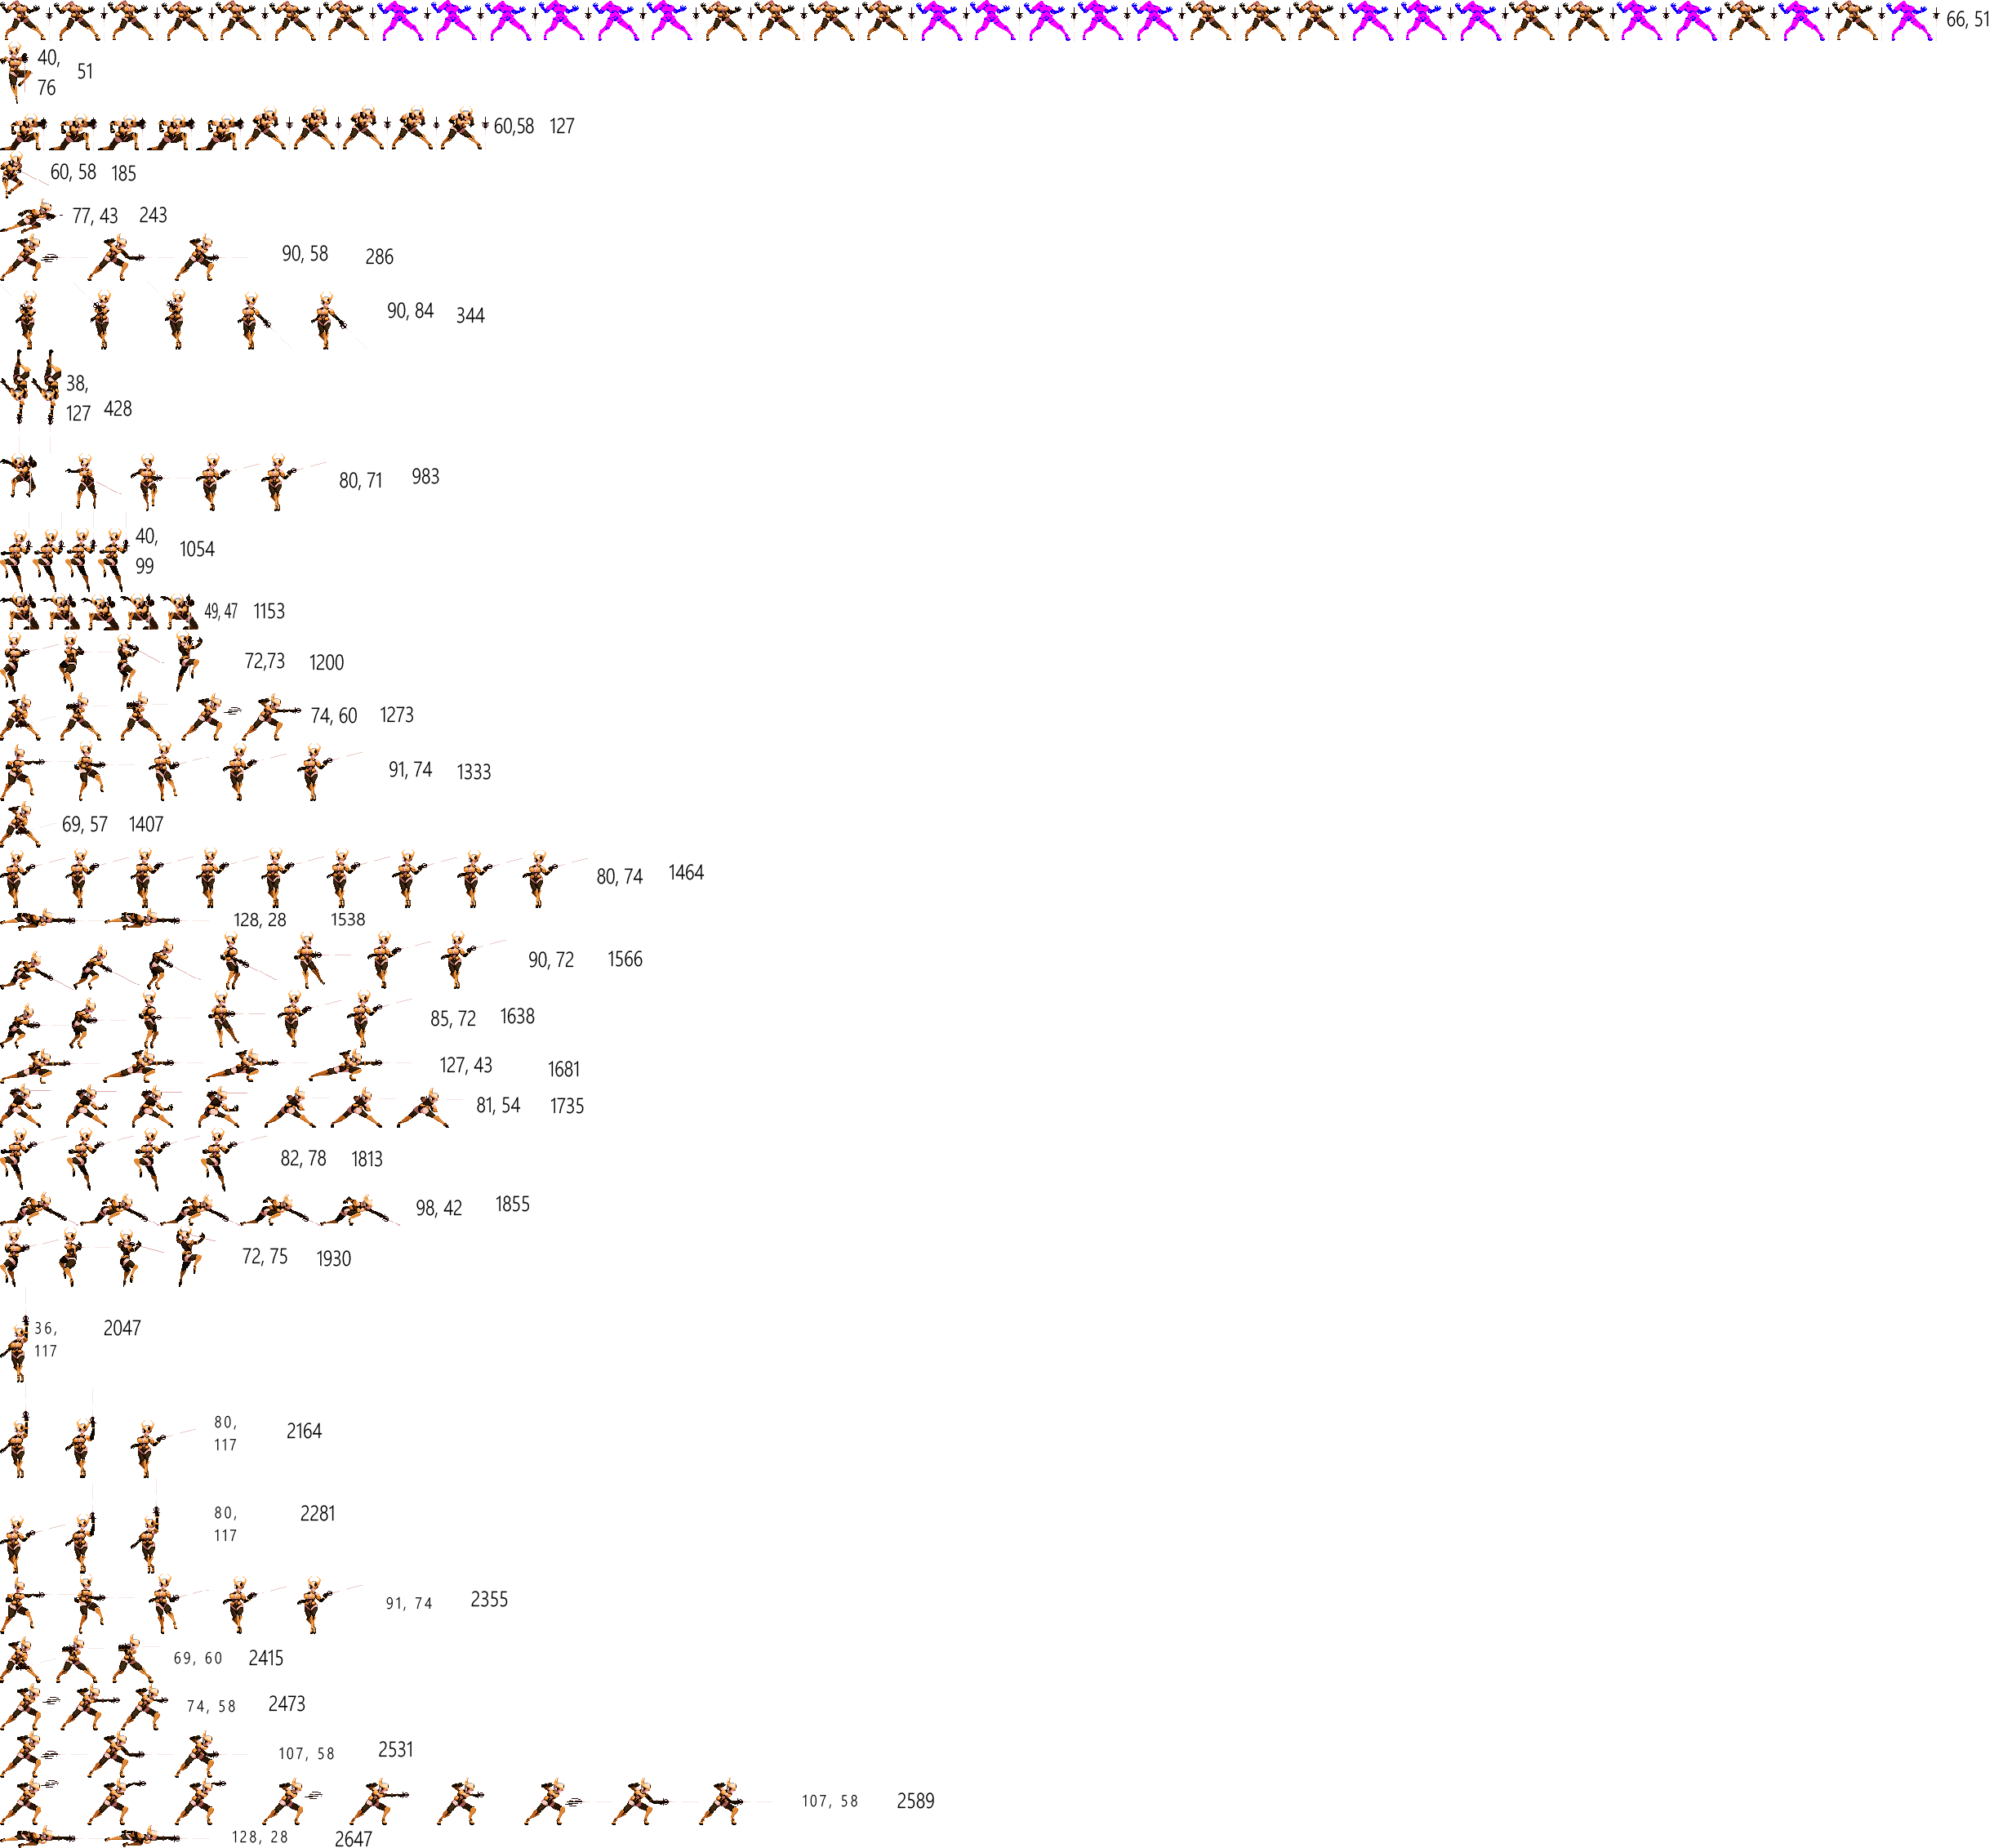 66, 51
40,
76
51
60,58 127
60, 58 185
77, 43 243
90, 58 286
90, 84 344
38,
127 428
80, 71 983
40,
99
1054
49, 47 1153
72,73 1200
74, 60 1273
91, 74 1333
69, 57 1407
80, 74 1464
128, 28 1538
90, 72 1566
85, 72 1638
127, 43 1681
81, 54 1735
82, 78 1813
98, 42 1855
72, 75 1930
36,
117
2047
80,
117
2164
80,
117
2281
91, 74 2355
69, 60 2415
74, 58 2473
107, 58 2531
107, 58 2589
128, 28 2647